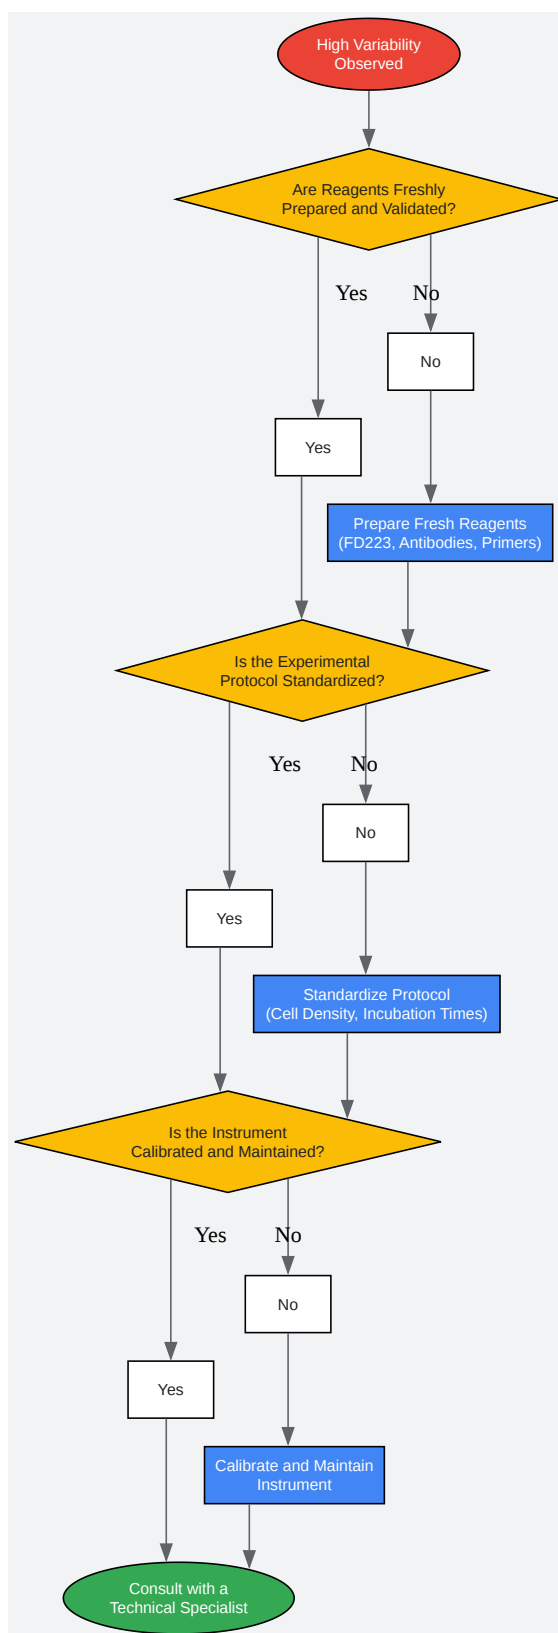 High Variability
Observed
Are Reagents Freshly
Prepared and Validated?
Yes
No
No
Yes
Prepare Fresh Reagents
(FD223, Antibodies, Primers)
Is the Experimental
Protocol Standardized?
Yes
No
No
Yes
Standardize Protocol
(Cell Density, Incubation Times)
Is the Instrument
Calibrated and Maintained?
Yes
No
No
Yes
Calibrate and Maintain
Instrument
Consult with a
Technical Specialist